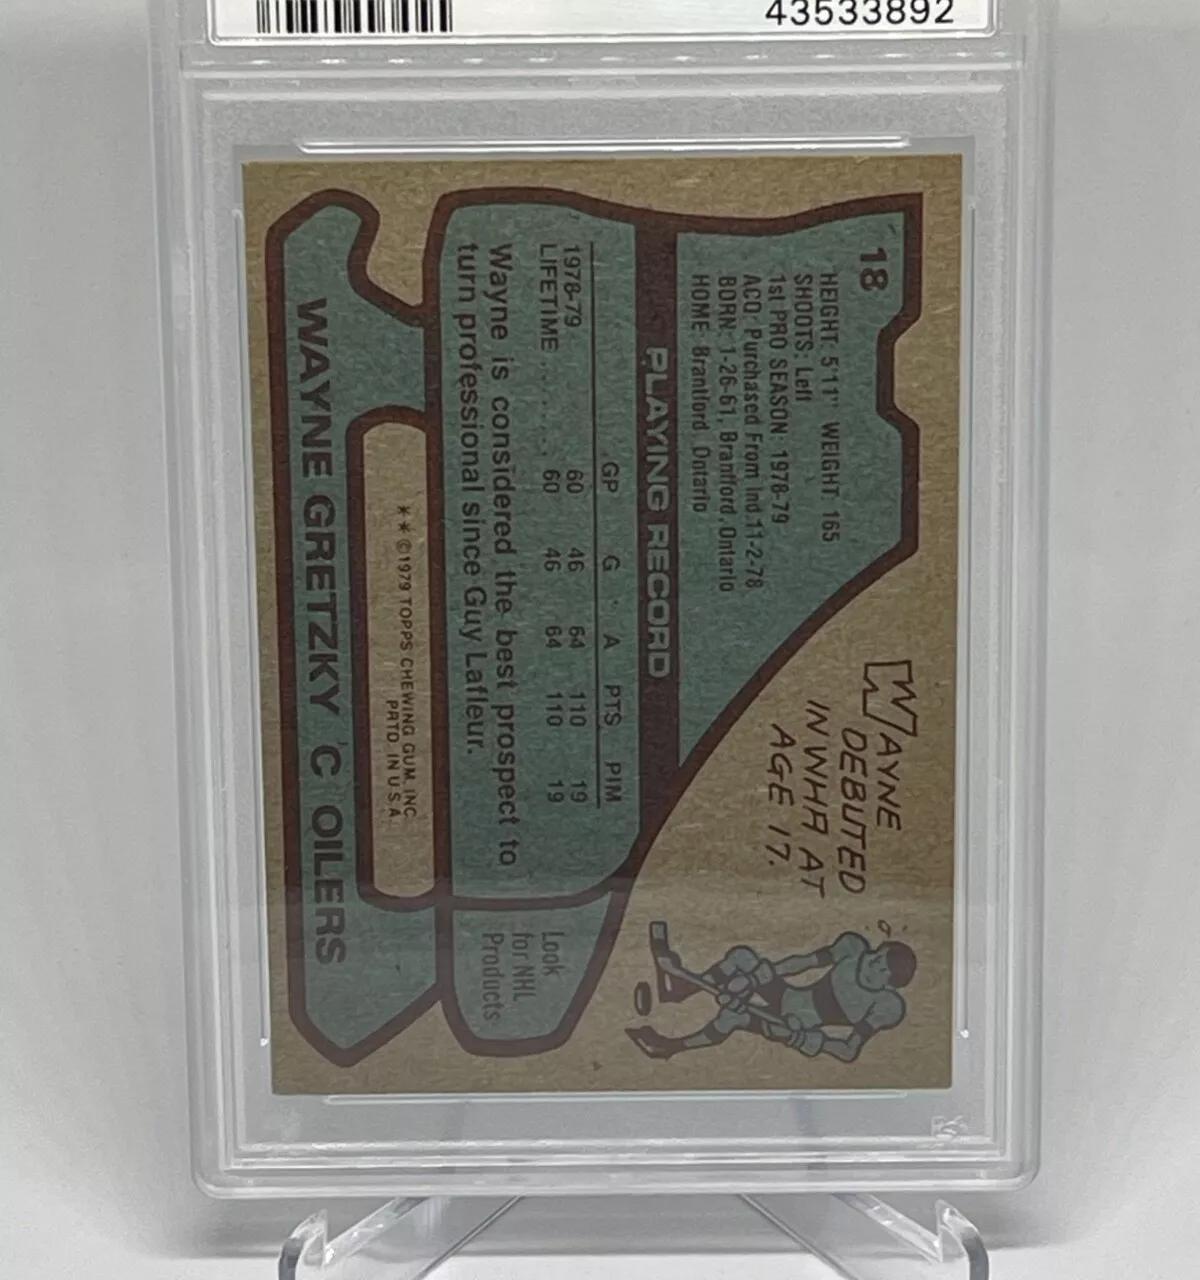 43533892
18
HEIGHT: 5'11" WEIGHT: 165
SHOOTS: Left
1st PRO SEASON: 1978-79
ACQ: Purchased From Ind. 11-2-78
BORN: 1-26-61, Brantford, Ontario
HOME: Brantford, Ontario
WAYNE
DEBUTED
IN WHA AT
AGE 17.
PLAYING RECORD
GP G A PTS PIM
1978-79 60 46 64 110 19
LIFETIME ....... 60 46 64 110 19
Wayne is considered the best prospect to
turn professional since Guy Lafleur.
Look
for NHL
Products
**©1979 TOPPS CHEWING GUM, INC.
PRTD. IN U.S.A.
WAYNE GRETZKY C OILERS